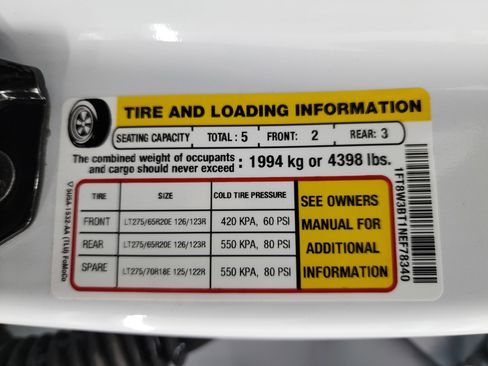 TIRE AND LOADING INFORMATION
SEATING CAPACITY TOTAL : 5 FRONT: 2 REAR: 3
The combined weight of occupants and cargo should never exceed : 1994 kg or 4398 lbs.
TIRE SIZE COLD TIRE PRESSURE
FRONT LT275/65R20E 126/123R 420 KPA, 60 PSI
REAR LT275/65R20E 126/123R 550 KPA, 80 PSI
SPARE LT275/70R18E 125/122R 550 KPA, 80 PSI
SEE OWNERS
MANUAL FOR
ADDITIONAL
INFORMATION
1FT8W3BT1NEF78340